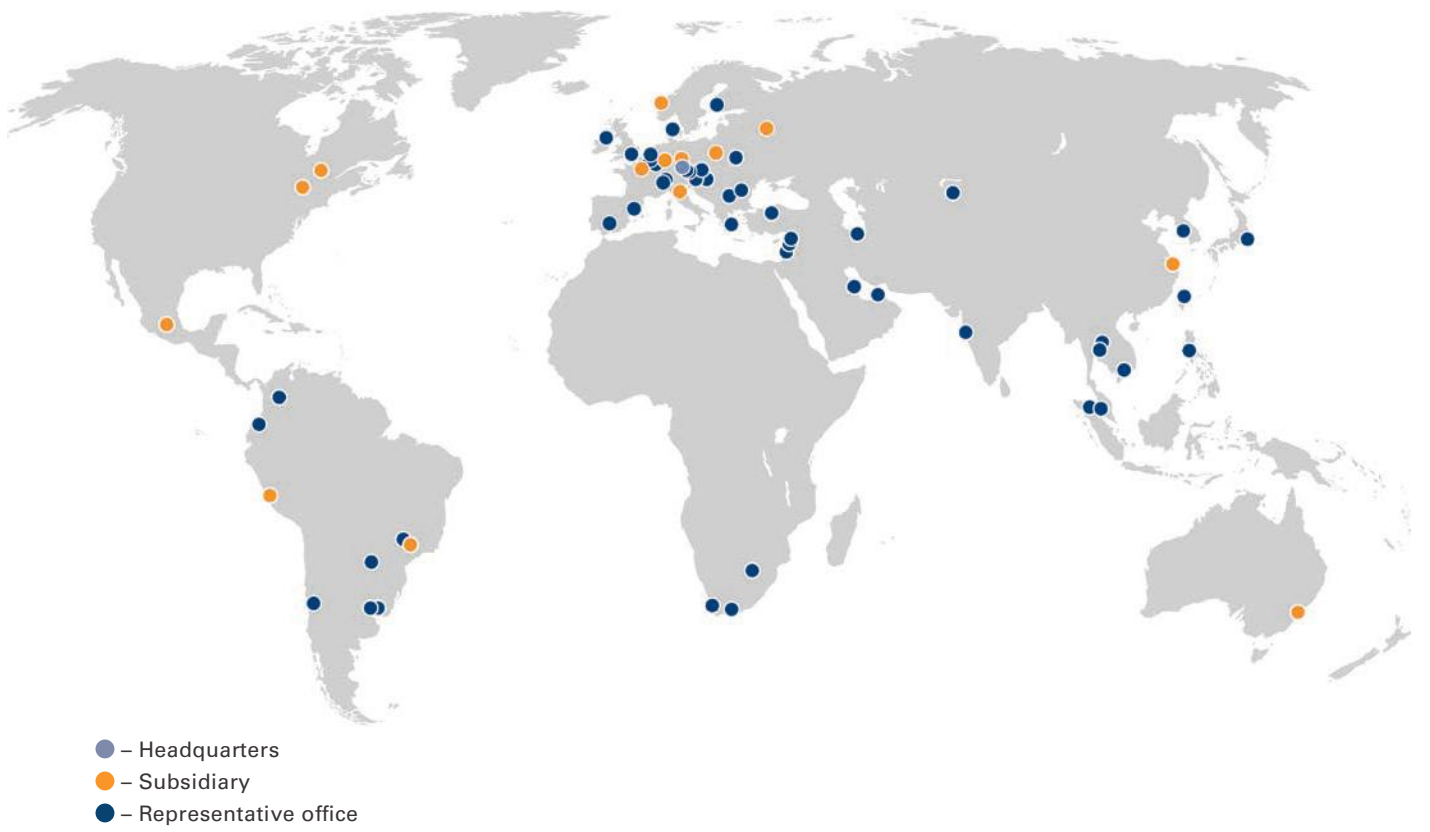 – Headquarters
– Subsidiary
– Representative office